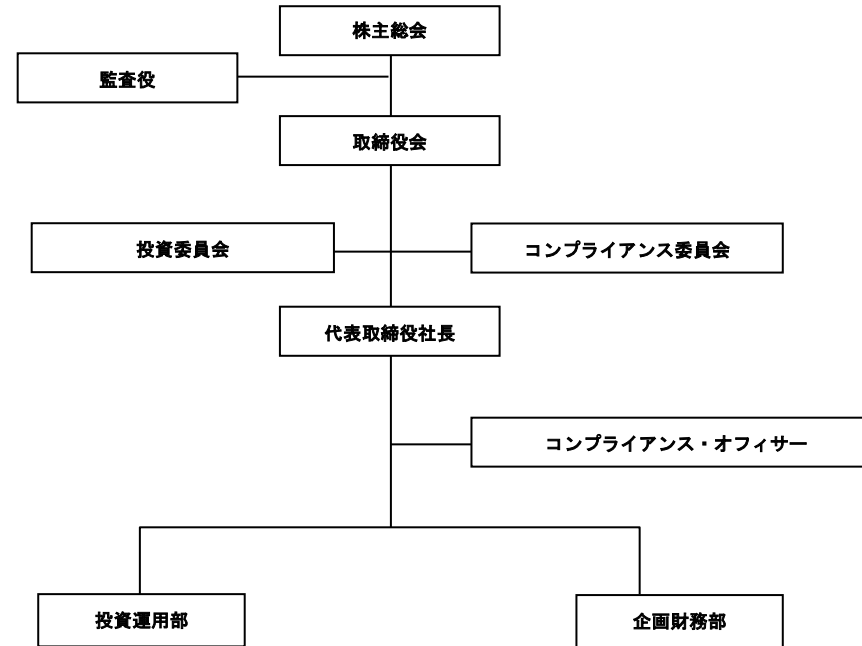 株主総会
監査役
取締役会
投資委員会
コンプライアンス委員会
代表取締役社長
コンプライアンス・オフィサー
投資運用部
企画財務部